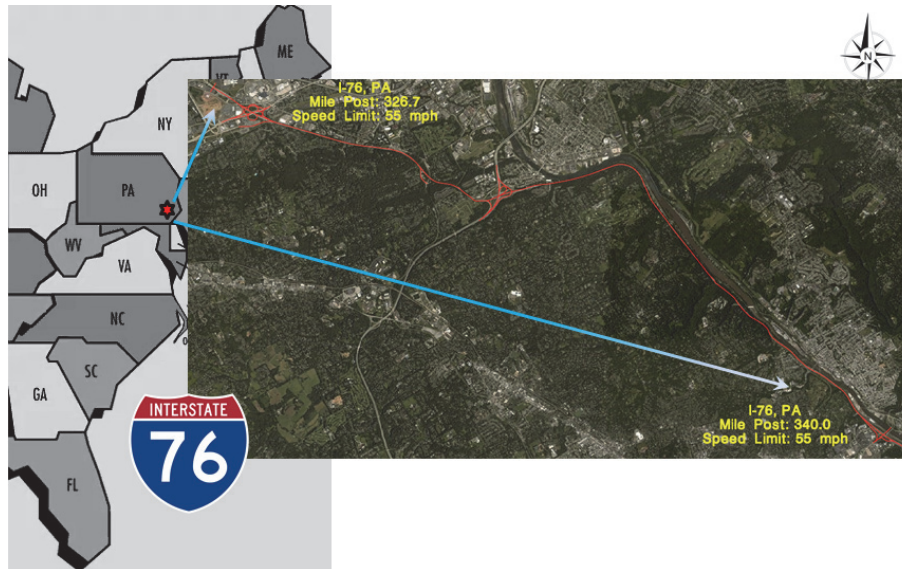 ME
VT
NY
N
I-76, PA
Mile Post: 326.7
Speed Limit: 55 mph
OH
PA
WV
VA
NC
SC
GA
INTERSTATE
76
FL
I-76, PA
Mile Post: 340.0
Speed Limit: 55 mph